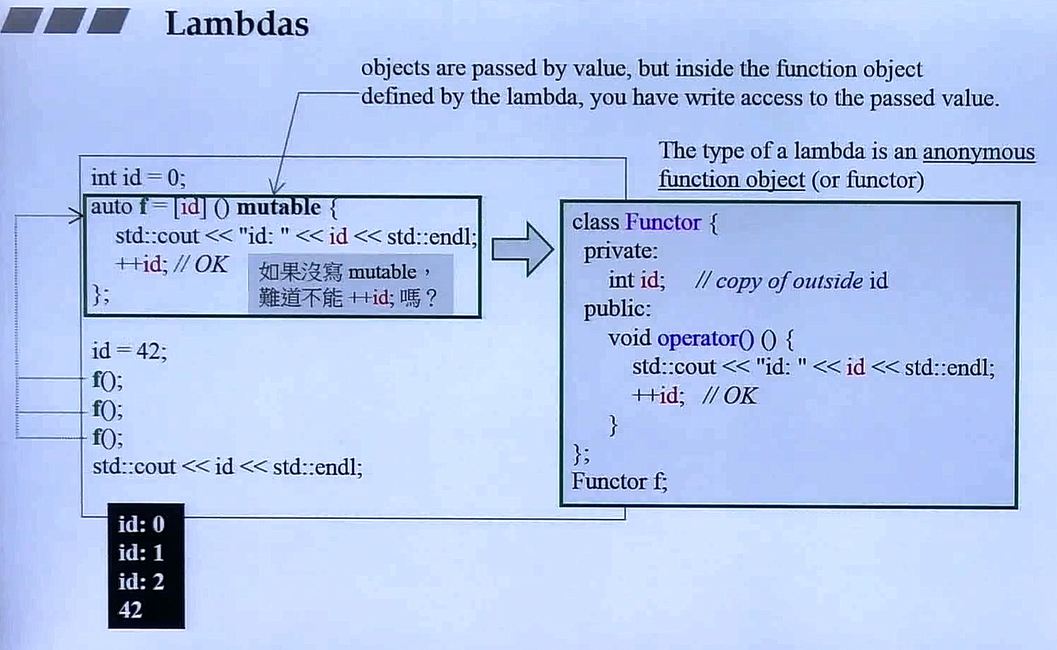 Lambdas
objects are passed by value, but inside the function object
defined by the lambda, you have write access to the passed value.
The type of a lambda is an anonymous
function object (or functor)
int id = 0;
auto f = [id] () mutable {
std::cout << "id: " << id << std::endl;
++id; // OK
};
如果沒寫 mutable，
難道不能 ++id; 嗎？
id = 42;
f();
f();
f();
std::cout << id << std::endl;
class Functor {
private:
int id; // copy of outside id
public:
void operator() () {
std::cout << "id: " << id << std::endl;
++id; // OK
}
};
Functor f;
id: 0
id: 1
id: 2
42